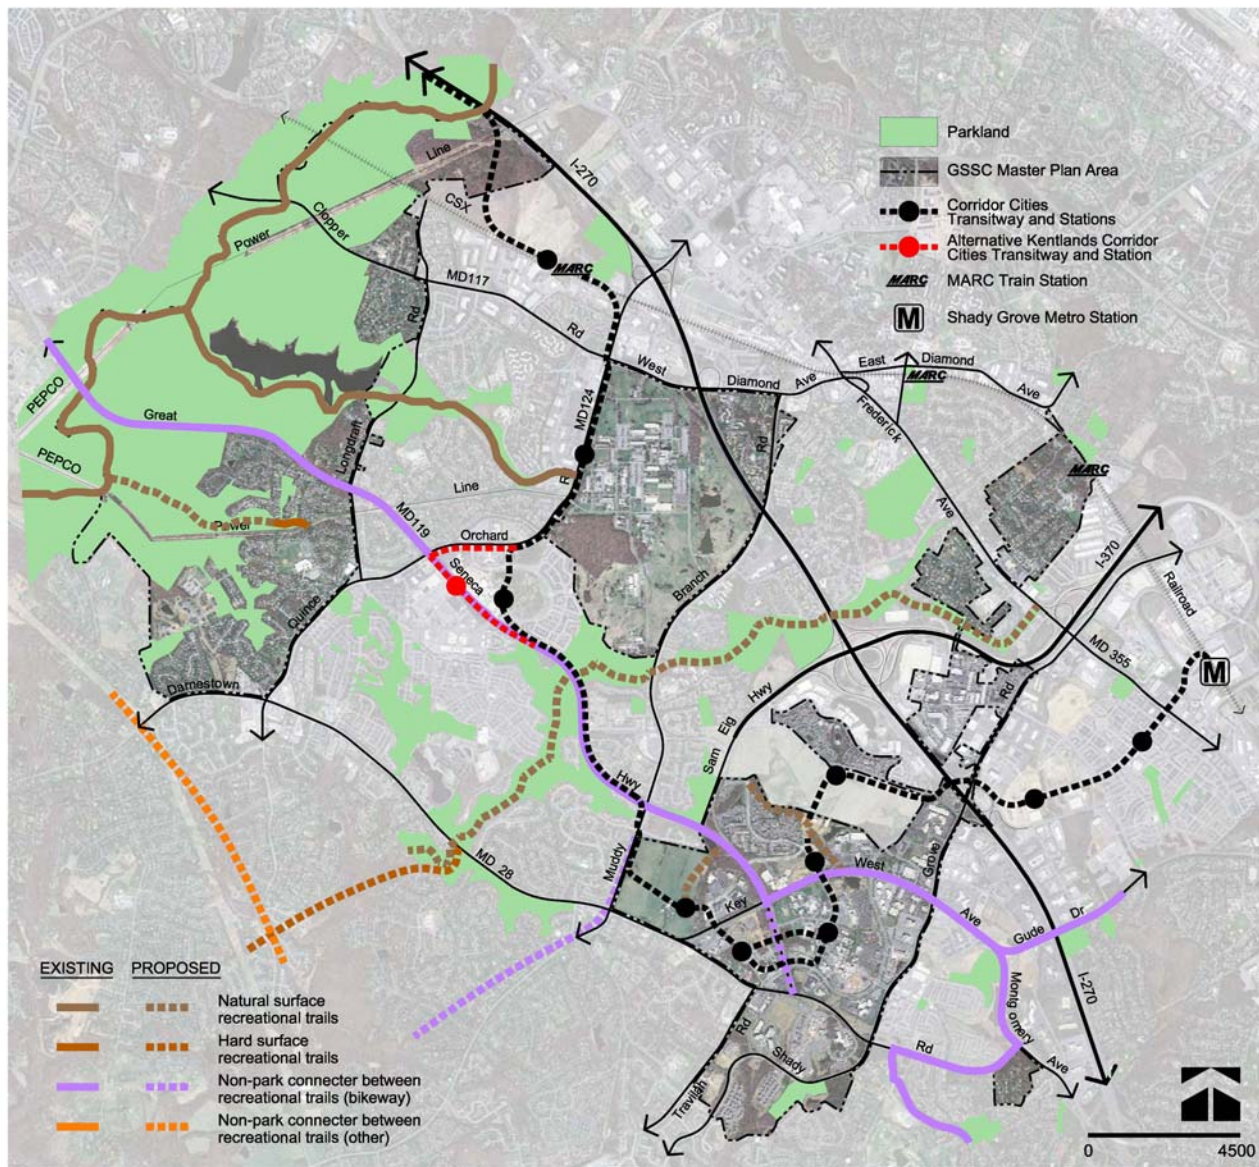 Parkland
GSSC Master Plan Area
Corridor Cities
Transitway and Stations
Alternative Kentlands Corridor
Cities Transitway and Station
MARC
MARC Train Station
M
Shady Grove Metro Station
Line
I-270
CSX
Clopper
Power
MARC
MD117
Rd
Rd
West
Diamond
Ave
East
Diamond
MARC
Ave
Frederick
PEPCO
Great
MD124
Rd
Longdraft
MARC
PEPCO
Line
R
Ave
Power
MD119
Orchard
I-370
Seneca
Branch
Railroad
Quince
MD 355
Darnestown
Hwy
M
Rd
Eig
Sam
Hwy
Muddy
MD 28
Grove
West
Key
Ave
Gude
Dr
I-270
Montgomery
Rd
Rd
Shady
Ave
Travilah
EXISTING
PROPOSED
Natural surface
recreational trails
Hard surface
recreational trails
Non-park connecter between
recreational trails (bikeway)
Non-park connecter between
recreational trails (other)
0
4500